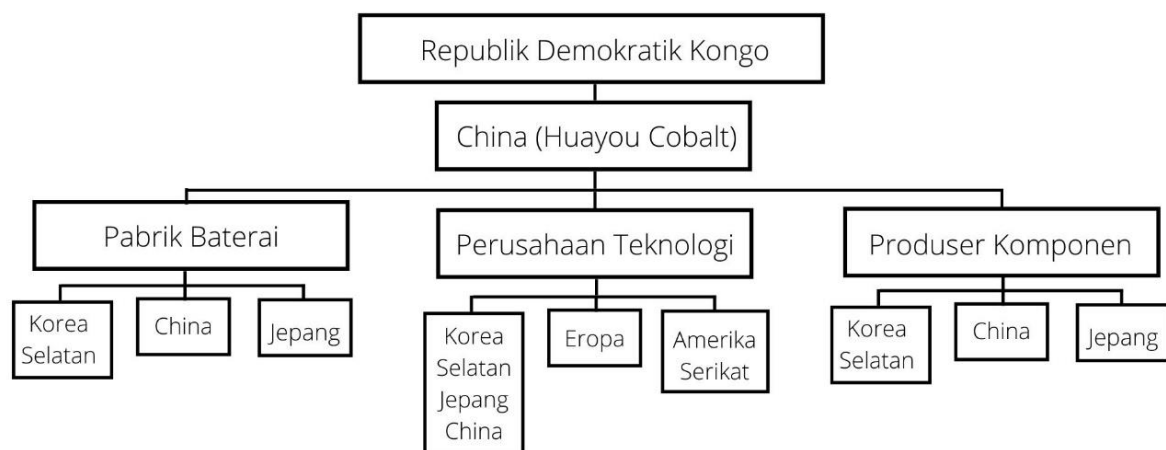 Republik Demokratik Kongo
China (Huayou Cobalt)
Pabrik Baterai
Perusahaan Teknologi
Produser Komponen
Korea
Selatan
China
Jepang
Korea
Selatan
Jepang
China
Eropa
Amerika
Serikat
Korea
Selatan
China
Jepang